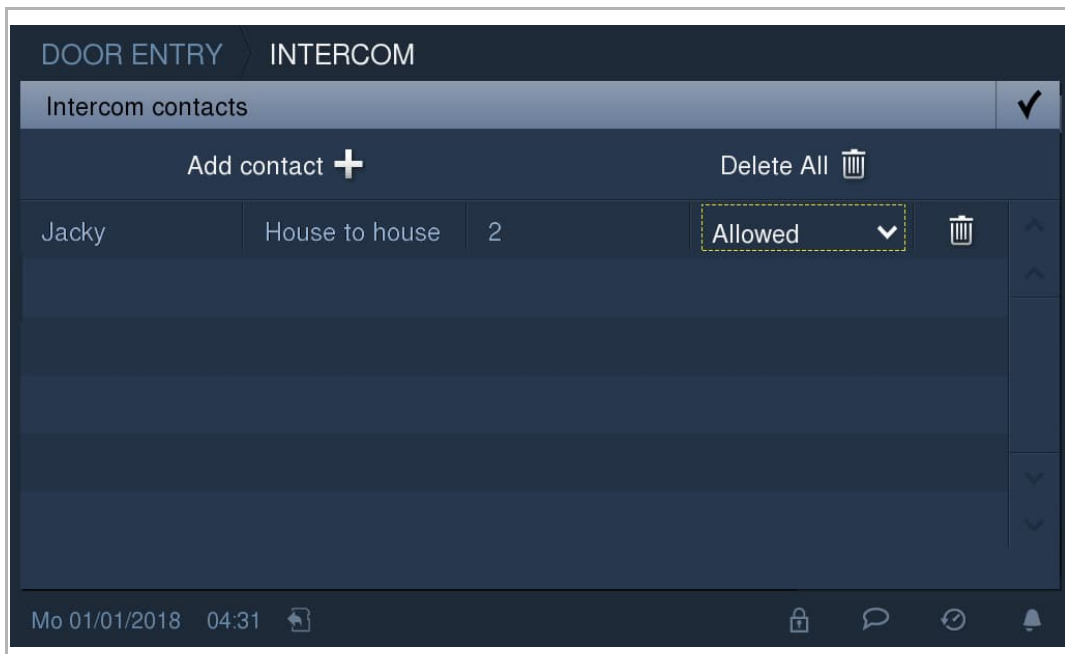 DOOR ENTRY INTERCOM
Intercom contacts
Add contact Delete All
Jacky House to house 2 Allowed
Mo 01/01/2018 04:31